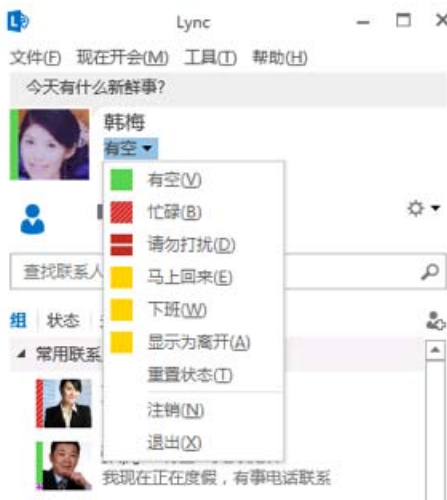 Lync
文件(F) 现在开会(M) 工具(T) 帮助(H)
今天有什么新鲜事?
韩梅
有空
有空(V)
忙碌(B)
请勿打扰(D)
马上回来(E)
下班(W)
显示为离开(A)
重置状态(T)
注销(N)
退出(X)
查找联系人
组 状态
常用联系
我现在正在度假，有事电话联系